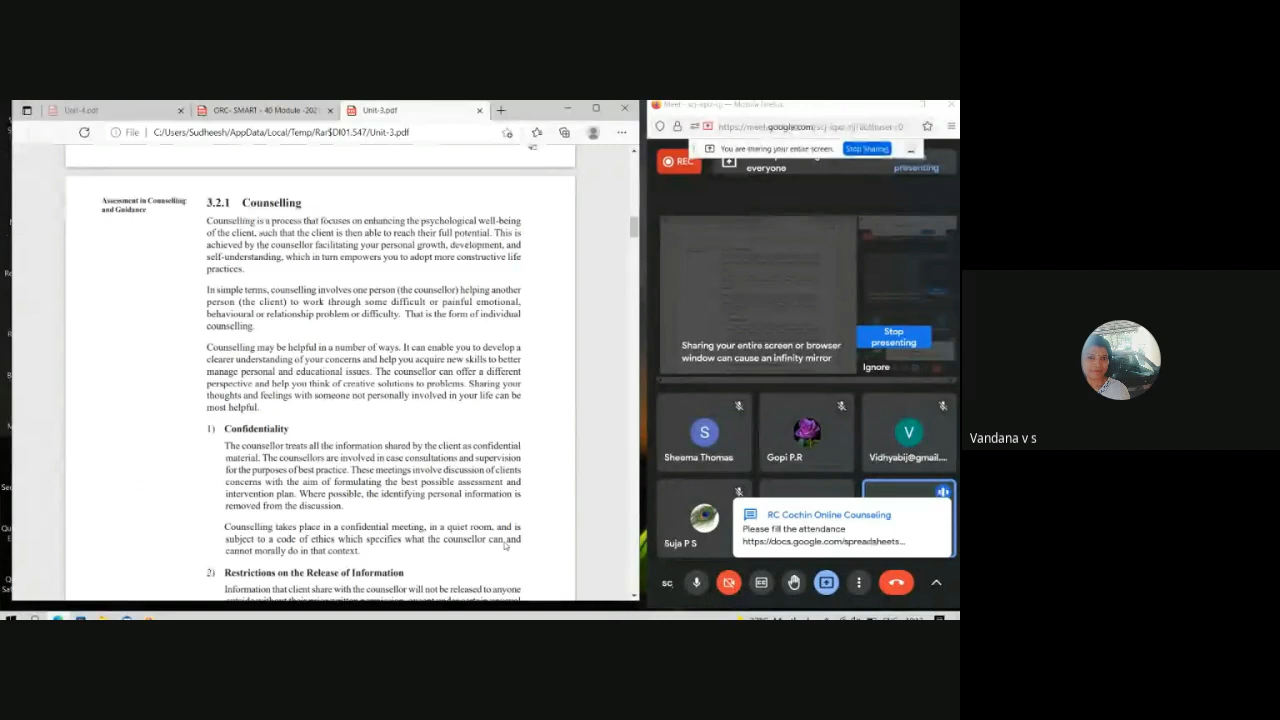 Unit-4.pdf
GRC- SMART - 40 Module -202
Unit-3.pdf
File
C:/Users/Sudheesh/AppData/Local/Temp/Rar$DI01.547/Unit-3.pdf
Assessment in Counselling
and Guidance
3.2.1 Counselling
Counselling is a process that focuses on enhancing the psychological well-being
of the client, such that the client is then able to reach their full potential. This is
achieved by the counsellor facilitating your personal growth, development, and
self-understanding, which in turn empowers you to adopt more constructive life
practices.
In simple terms, counselling involves one person (the counsellor) helping another
person (the client) to work through some difficult or painful emotional,
behavioural or relationship problem or difficulty. That is the form of individual
counselling.
Counselling may be helpful in a number of ways. It can enable you to develop a
clearer understanding of your concerns and help you acquire new skills to better
manage personal and educational issues. The counsellor can offer a different
perspective and help you think of creative solutions to problems. Sharing your
thoughts and feelings with someone not personally involved in your life can be
most helpful.
1) Confidentiality
The counsellor treats all the information shared by the client as confidential
material. The counsellors are involved in case consultations and supervision
for the purposes of best practice. These meetings involve discussion of clients
concerns with the aim of formulating the best possible assessment and
intervention plan. Where possible, the identifying personal information is
removed from the discussion.
Counselling takes place in a confidential meeting, in a quiet room, and is
subject to a code of ethics which specifies what the counsellor can and
cannot morally do in that context.
2) Restrictions on the Release of Information
Information that client share with the counsellor will not be released to anyone
You are sharing your entire screen.
Stop Sharing
REC
everyone
presenting
Stop
presenting
Sharing your entire screen or browser
window can cause an infinity mirror
Ignore
S
V
Sheema Thomas
Gopi P.R
Vidhyabij@gmail....
Suja P S
RC Cochin Online Counseling
Please fill the attendance
https://docs.google.com/spreadsheets...
sc
Vandana v s